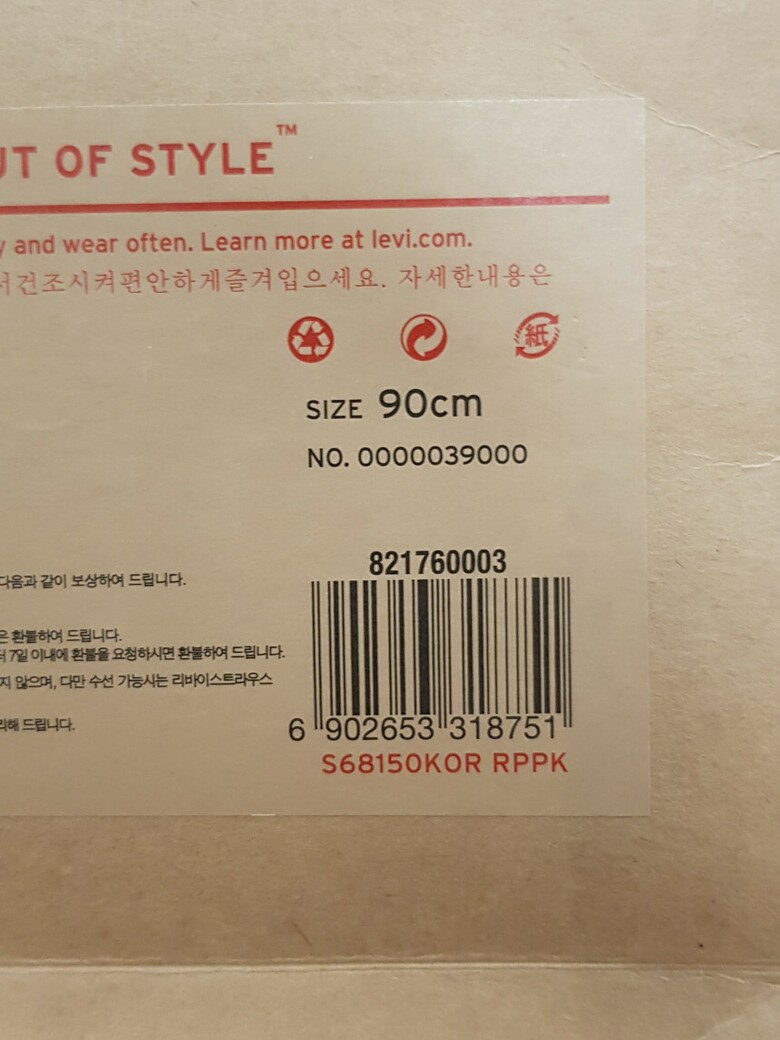 UT OF STYLE™
y and wear often. Learn more at levi.com.
서건조시켜편안하게즐겨입으세요. 자세한내용은
紙
SIZE 90cm
NO. 0000039000
821760003
다음과 같이 보상하여 드립니다.
은 환불하여 드립니다.
터 7일 이내에 환불을 요청하시면 환불하여 드립니다.
지 않으며, 다만 수선 가능시는 리바이스트라우스
리해 드립니다.
6 902653 318751
S68150KOR RPPK